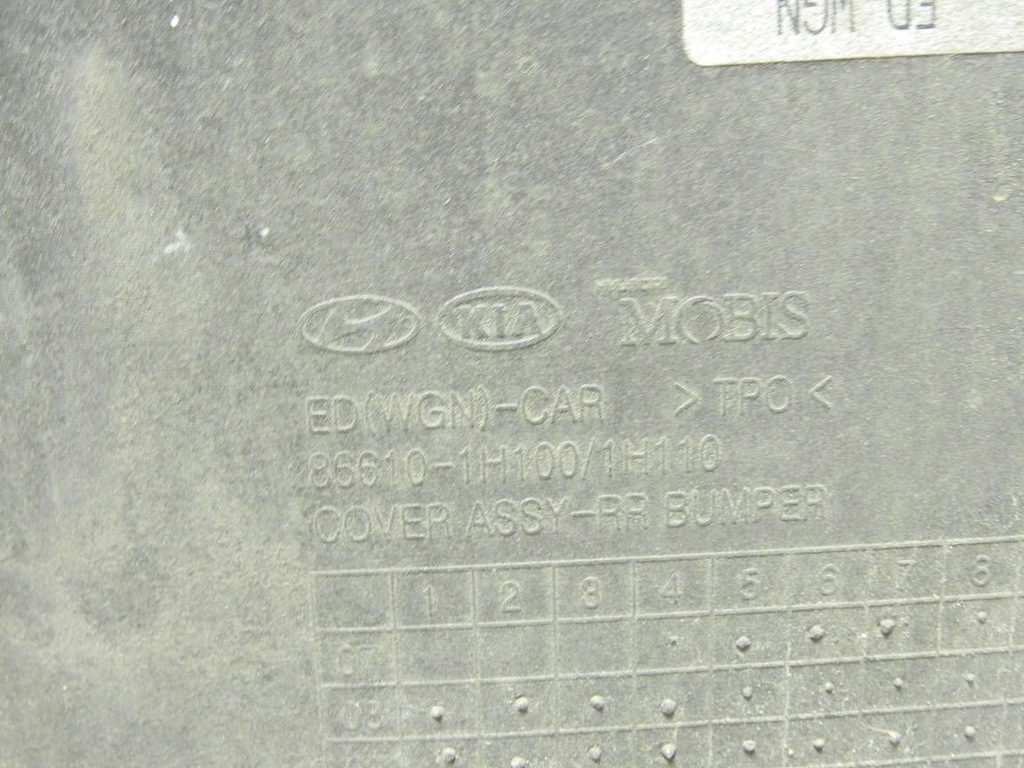 ED WGN
KIA MOBIS
ED(WGN)-CAR > TPO <
86610-1H100/1H110
COVER ASSY-RR BUMPER
1 2 3 4 5 6 7 8
07
08